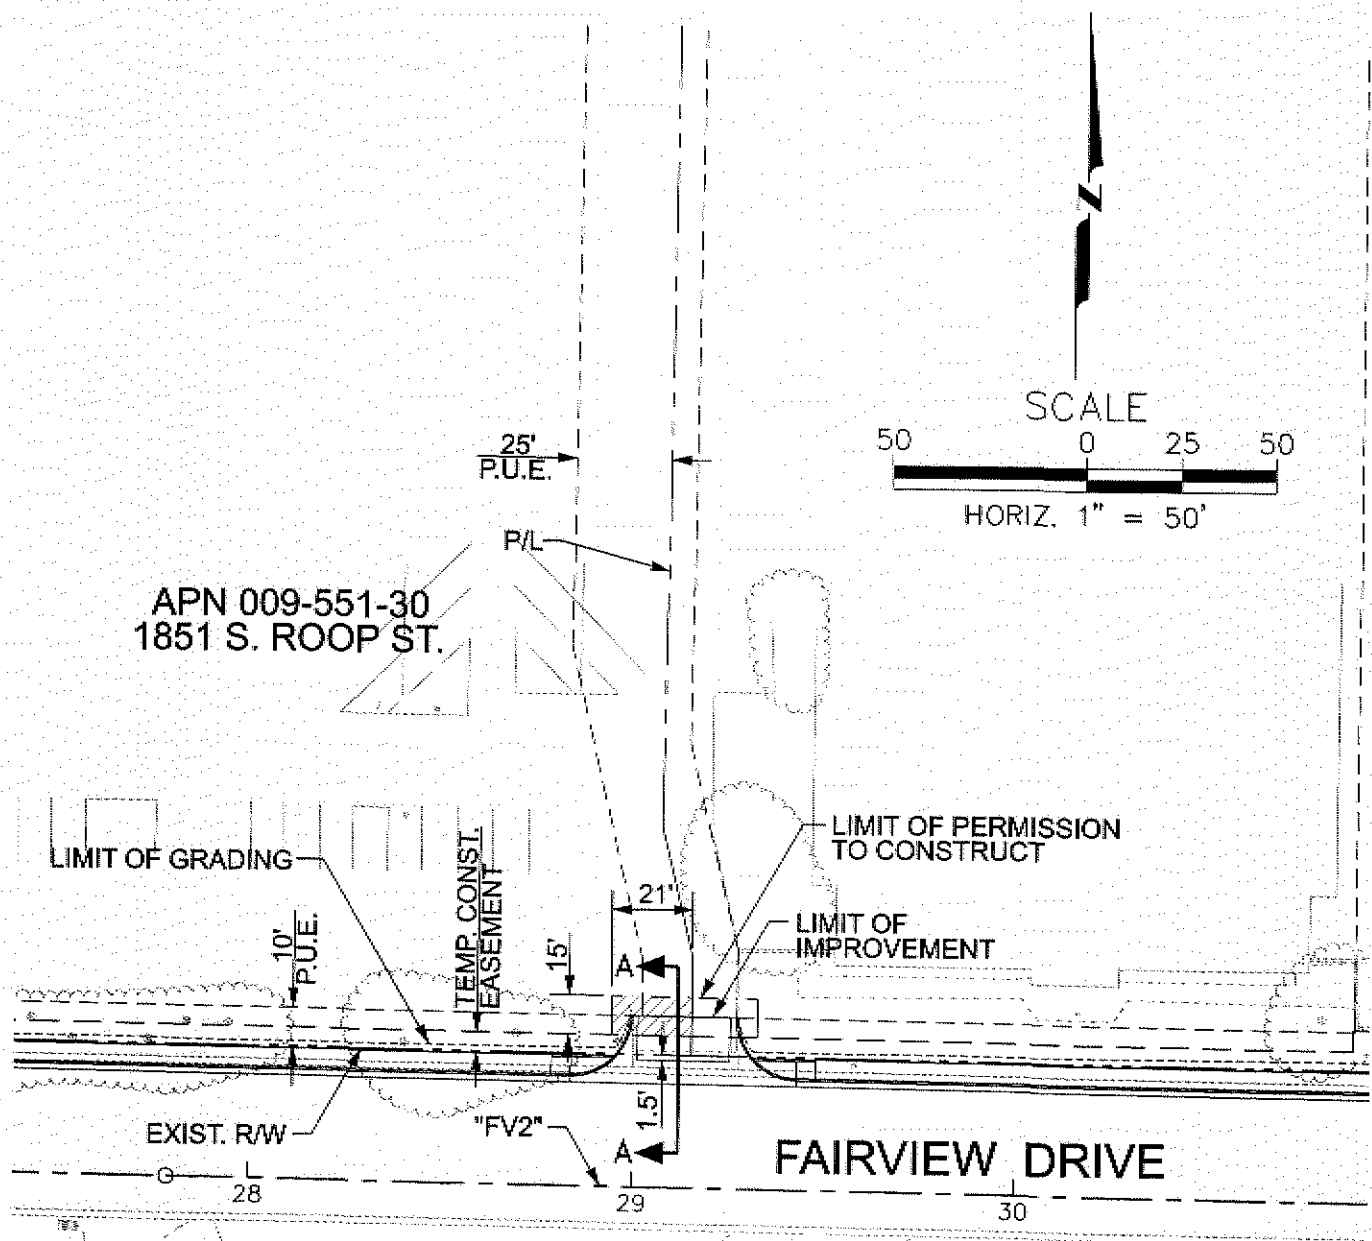 N
SCALE
50 0 25 50
HORIZ. 1" = 50'
25'
P.U.E.
P/L
APN 009-551-30
1851 S. ROOP ST.
LIMIT OF GRADING
TEMP. CONST.
EASEMENT
10'
P.U.E.
15'
21'
LIMIT OF PERMISSION
TO CONSTRUCT
LIMIT OF
IMPROVEMENT
A
1.5'
A
EXIST. R/W
"FV2"
FAIRVIEW DRIVE
28
29
30